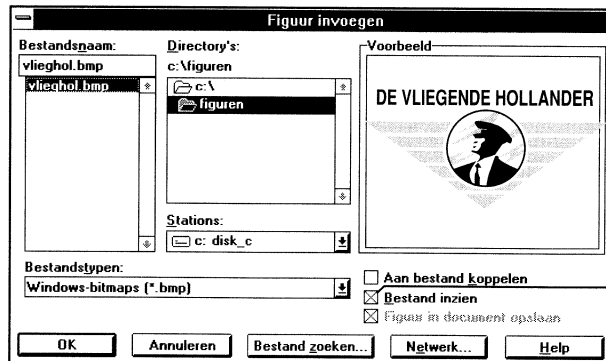 Figuur invoegen
Bestandsnaam:
vlieghol.bmp
vlieghol.bmp
Directory's:
c:\figuren
c:\
figuren
Stations:
c: disk_c
Bestandstypen:
Windows-bitmaps (*.bmp)
Voorbeeld
DE VLIEGENDE HOLLANDER
Aan bestand koppelen
Bestand inzien
Figuur in document opslaan
OK
Annuleren
Bestand zoeken...
Netwerk...
Help